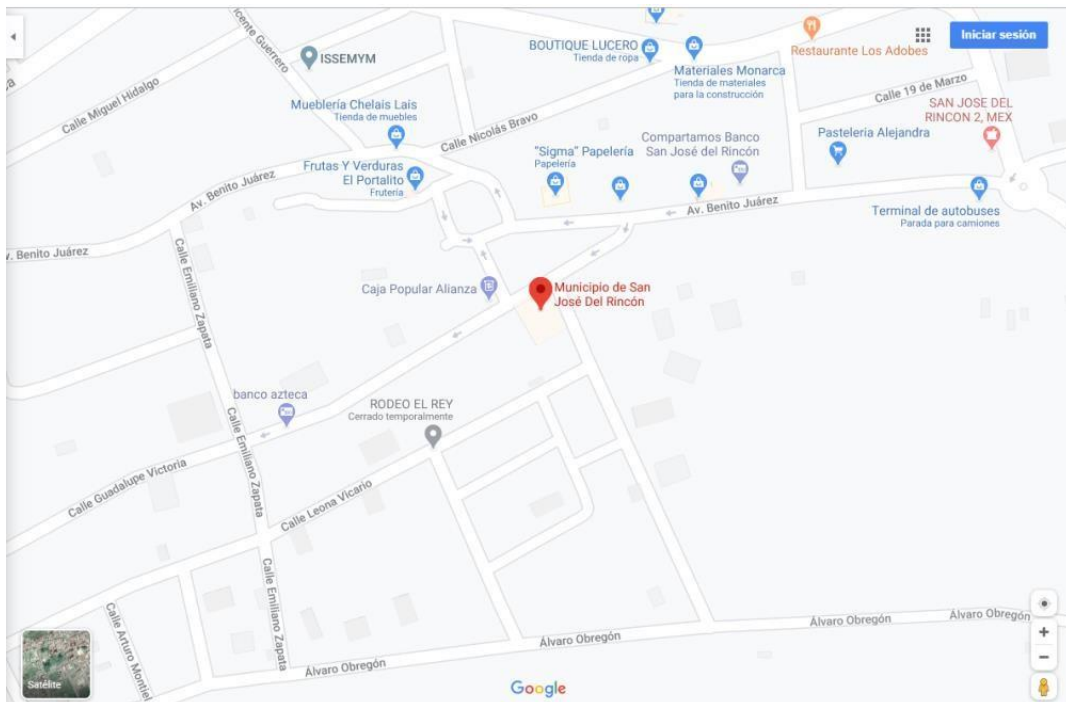 icente Guerrero
ISSEMYM
BOUTIQUE LUCERO
Tienda de ropa
Restaurante Los Adobes
Iniciar sesión
Materiales Monarca
Tienda de materiales
para la construcción
Calle Miguel Hidalgo
Calle 19 de Marzo
Mueblería Chelais Lais
Tienda de muebles
SAN JOSE DEL
RINCON 2, MEX
Calle Nicolás Bravo
Compartamos Banco
San José del Rincón
Pasteleria Alejandra
"Sigma" Papelería
Papelería
Frutas Y Verduras
El Portalito
Frutería
Av. Benito Juárez
Av. Benito Juárez
Terminal de autobuses
Parada para camiones
v. Benito Juárez
Calle Emiliano Zapata
Caja Popular Alianza
Municipio de San
José Del Rincón
banco azteca
RODEO EL REY
Cerrado temporalmente
Calle Emiliano Zapata
Calle Guadalupe Victoria
Calle Leona Vicario
Calle Emiliano Zapata
Calle Arturo Montiel
Álvaro Obregón
Álvaro Obregón
Álvaro Obregón
Álvaro Obregón
Satélite
Google